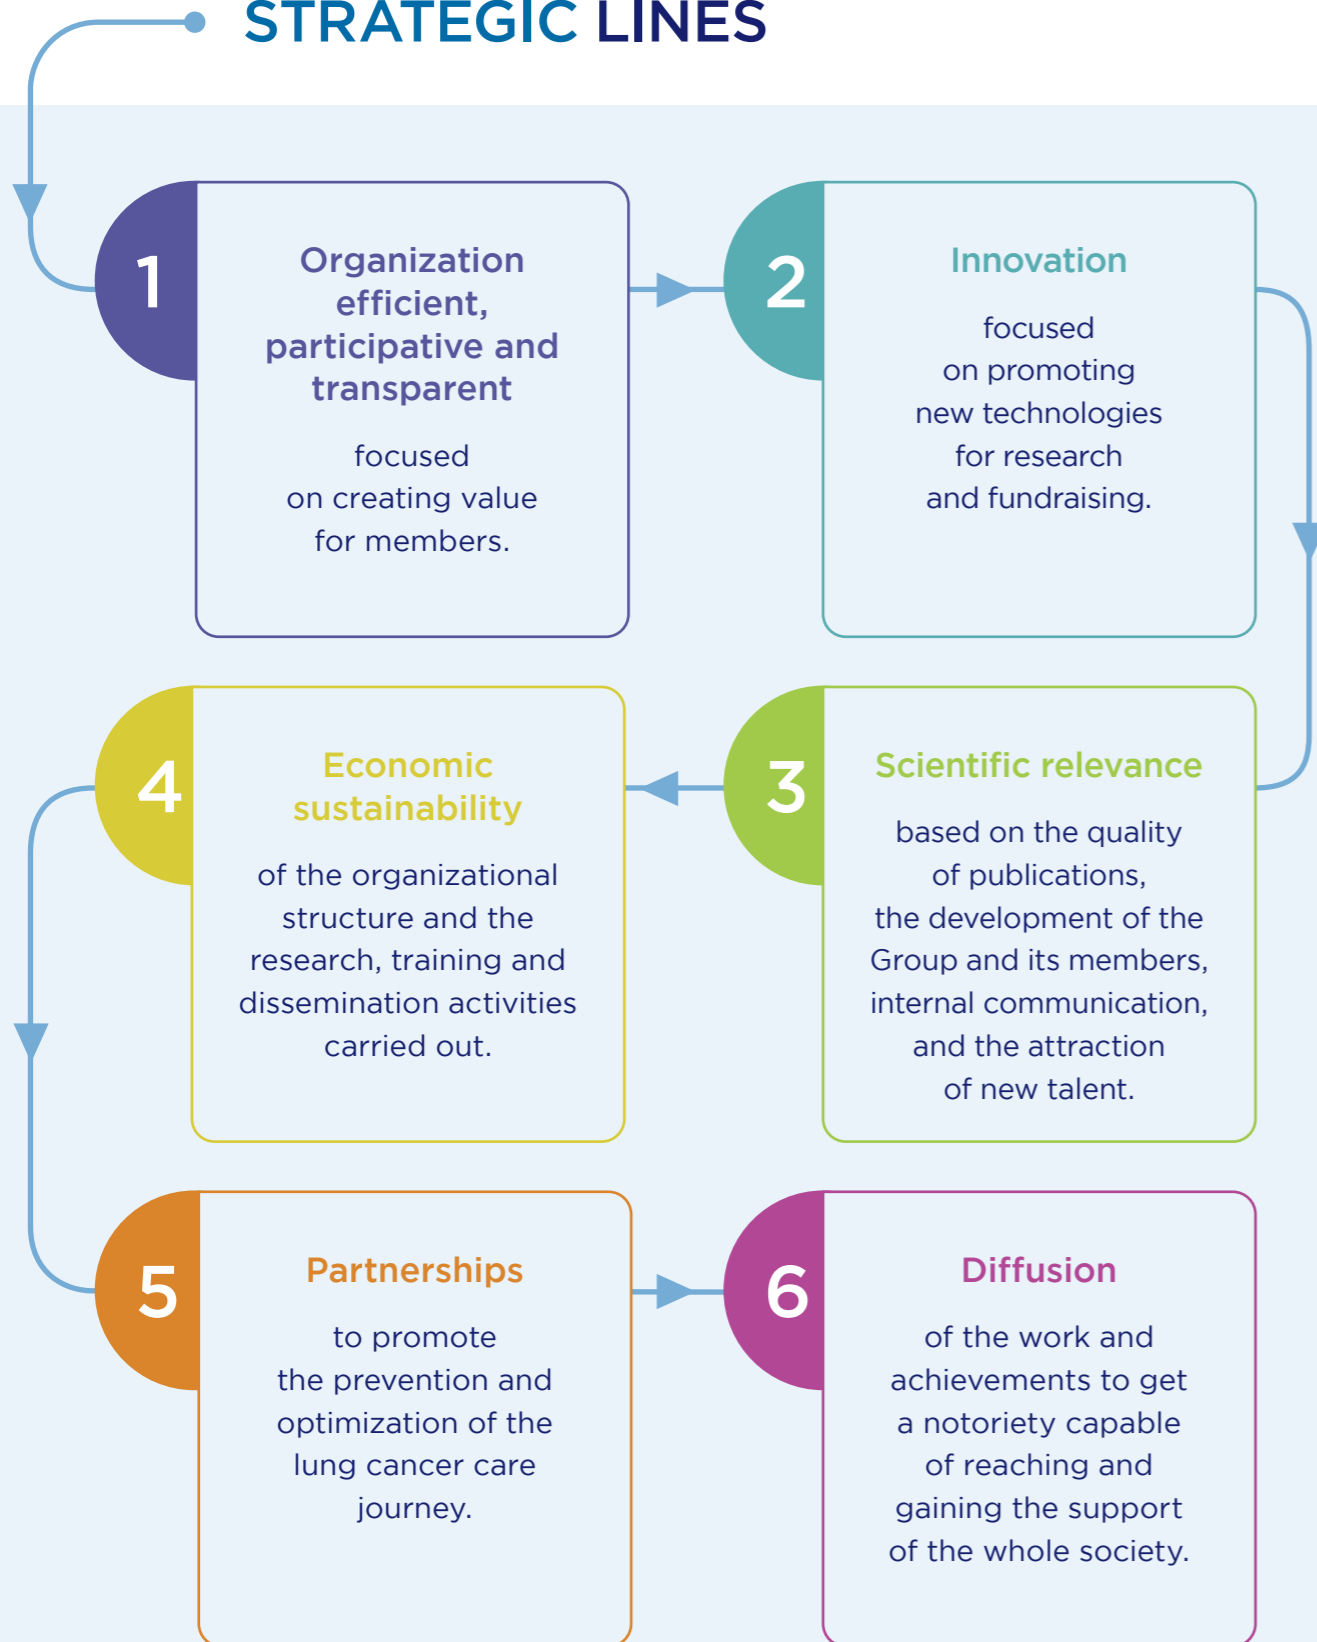 STRATEGIC LINES
1
Organization
efficient,
participative and
transparent
focused
on creating value
for members.
2
Innovation
focused
on promoting
new technologies
for research
and fundraising.
3
Scientific relevance
based on the quality
of publications,
the development of the
Group and its members,
internal communication,
and the attraction
of new talent.
4
Economic
sustainability
of the organizational
structure and the
research, training and
dissemination activities
carried out.
5
Partnerships
to promote
the prevention and
optimization of the
lung cancer care
journey.
6
Diffusion
of the work and
achievements to get
a notoriety capable
of reaching and
gaining the support
of the whole society.